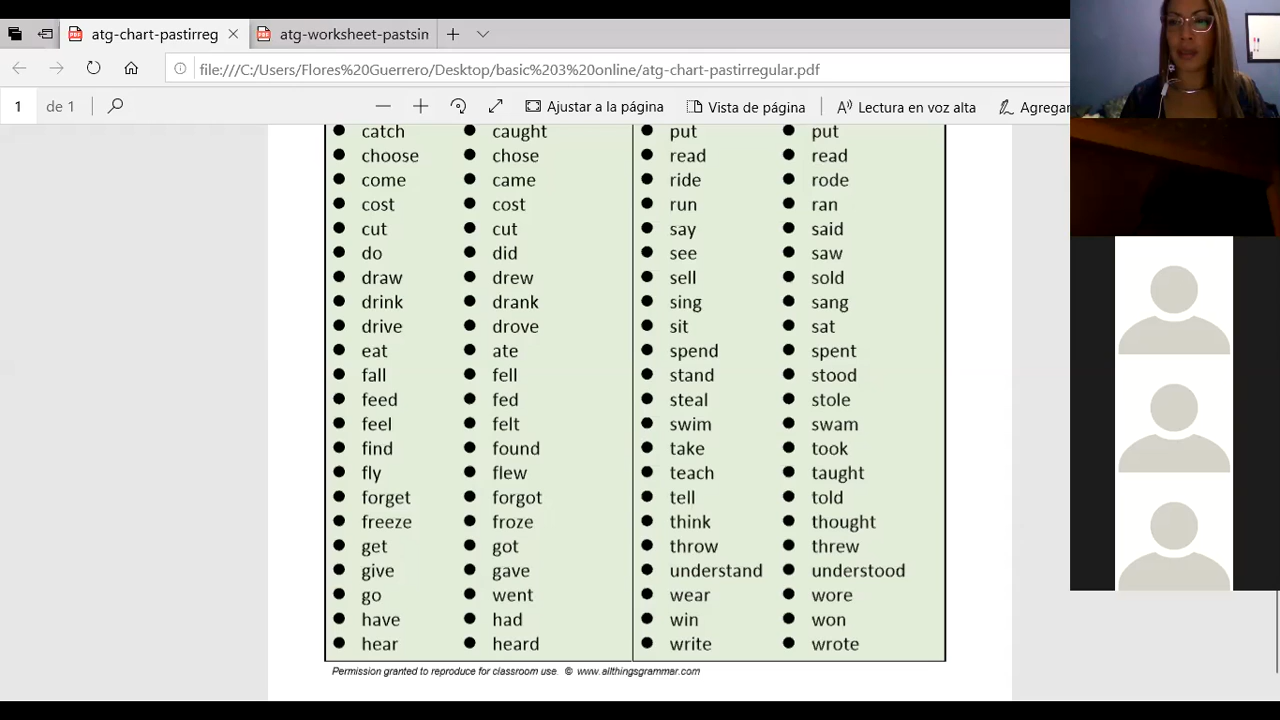 atg-chart-pastirreg
atg-worksheet-pastsin
file:///C:/Users/Flores%20Guerrero/Desktop/basic%203%20online/atg-chart-pastirregular.pdf
1 de 1 Ajustar a la página Vista de página Lectura en voz alta Agregar
catch caught put put
choose chose read read
come came ride rode
cost cost run ran
cut cut say said
do did see saw
draw drew sell sold
drink drank sing sang
drive drove sit sat
eat ate spend spent
fall fell stand stood
feed fed steal stole
feel felt swim swam
find found take took
fly flew teach taught
forget forgot tell told
freeze froze think thought
get got throw threw
give gave understand understood
go went wear wore
have had win won
hear heard write wrote
Permission granted to reproduce for classroom use. © www.allthingsgrammar.com